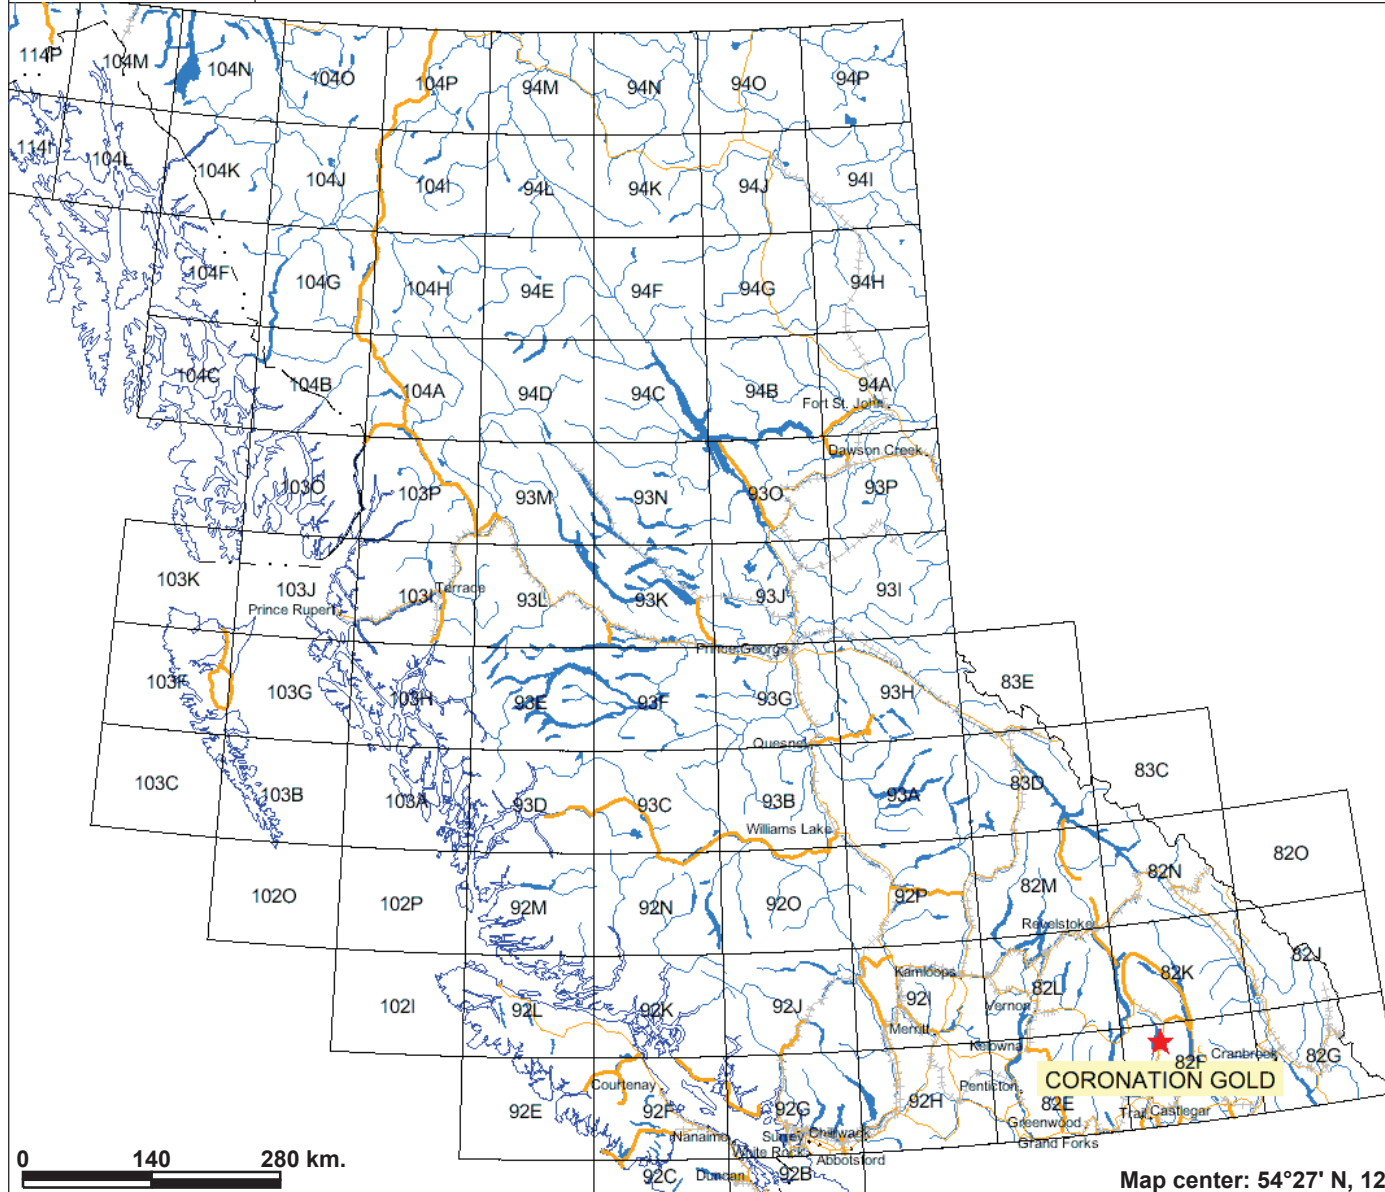 114P
104M
104N
104O
104P
94M
94N
94O
94P
114I
104L
104K
104J
104I
94L
94K
94J
94I
104F
104G
104H
94E
94F
94G
94H
104C
104B
104A
94D
94C
94B
94A
Fort St. John
Dawson Creek
103O
103P
93M
93N
93O
93P
103K
103J
103I
Terrace
93L
93K
93J
93I
Prince Rupert
Prince George
103F
103G
103H
93E
93F
93G
93H
83E
Quesnel
103C
103B
103A
93D
93C
93B
93A
83D
83C
Williams Lake
102O
102P
92M
92N
92O
92P
82M
82N
82O
Revelstoke
102I
92L
92K
92J
Kamloops
92I
82L
82K
82J
Vernon
Merritt
Kelowna
82F
Cranbrook
82G
CORONATION GOLD
Courtenay
92E
92F
92G
92H
Penticton
82E
Greenwood
Trail
Castlegar
Grand Forks
Nanaimo
Surrey
Chilliwack
White Rock
Abbotsford
92C
Duncan
92B
0 140 280 km.
Map center: 54°27' N, 12